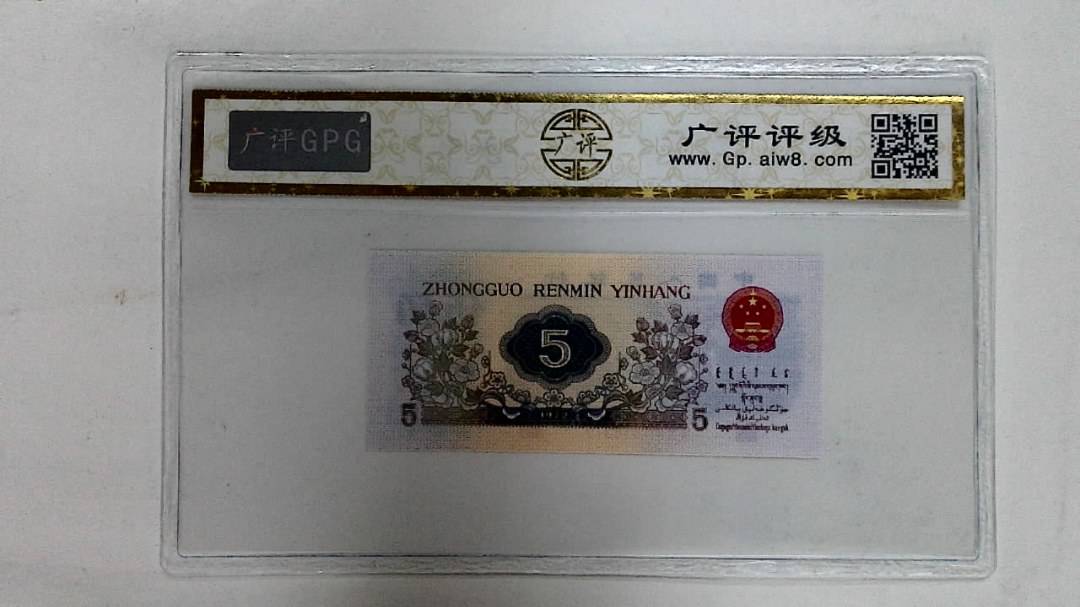 广评GPG
广评
广评评级
www. Gp. aiw8. com
ZHONGGUO RENMIN YINHANG
5
5
5